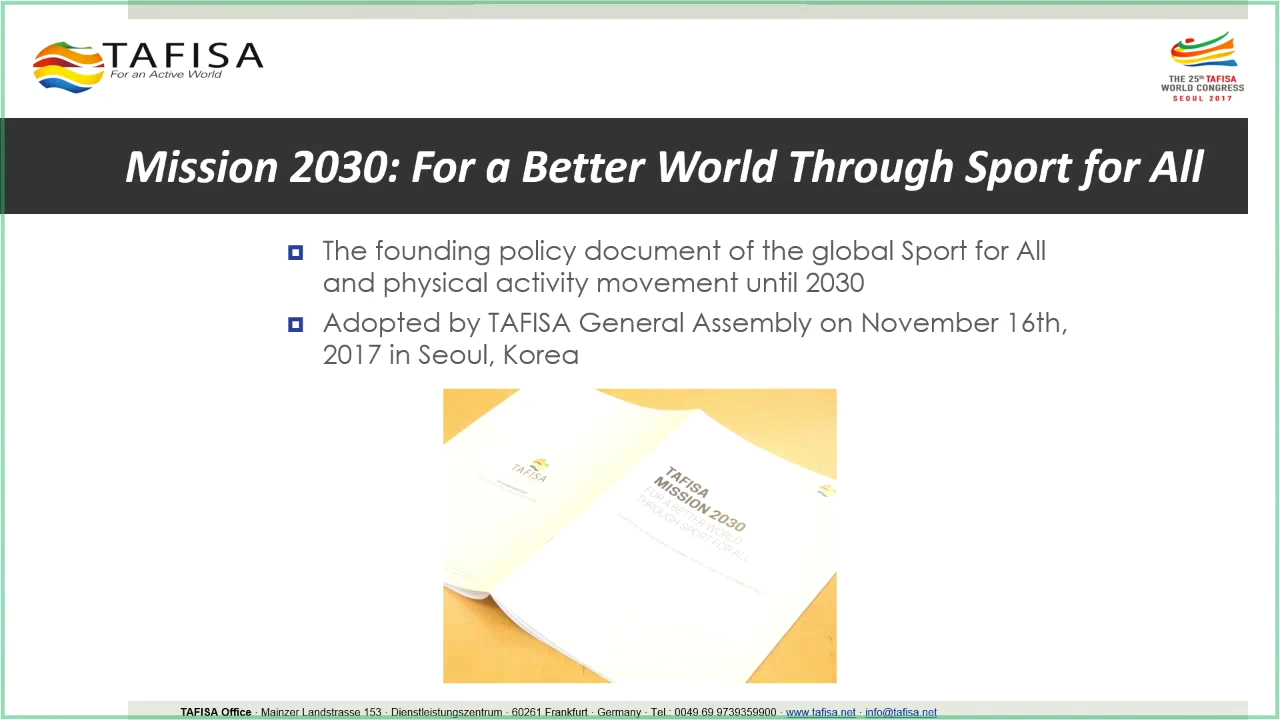 TAFISA
For an Active World
THE 25th TAFISA
WORLD CONGRESS
SEOUL 2017
Mission 2030: For a Better World Through Sport for All
The founding policy document of the global Sport for All
and physical activity movement until 2030
Adopted by TAFISA General Assembly on November 16th,
2017 in Seoul, Korea
TAFISA
TAFISA
MISSION 2030
FOR A BETTER WORLD
THROUGH SPORT FOR ALL
TAFISA Office · Mainzer Landstrasse 153 · Dienstleistungszentrum · 60261 Frankfurt · Germany · Tel.: 0049.69.9739359900 · www.tafisa.net · info@tafisa.net